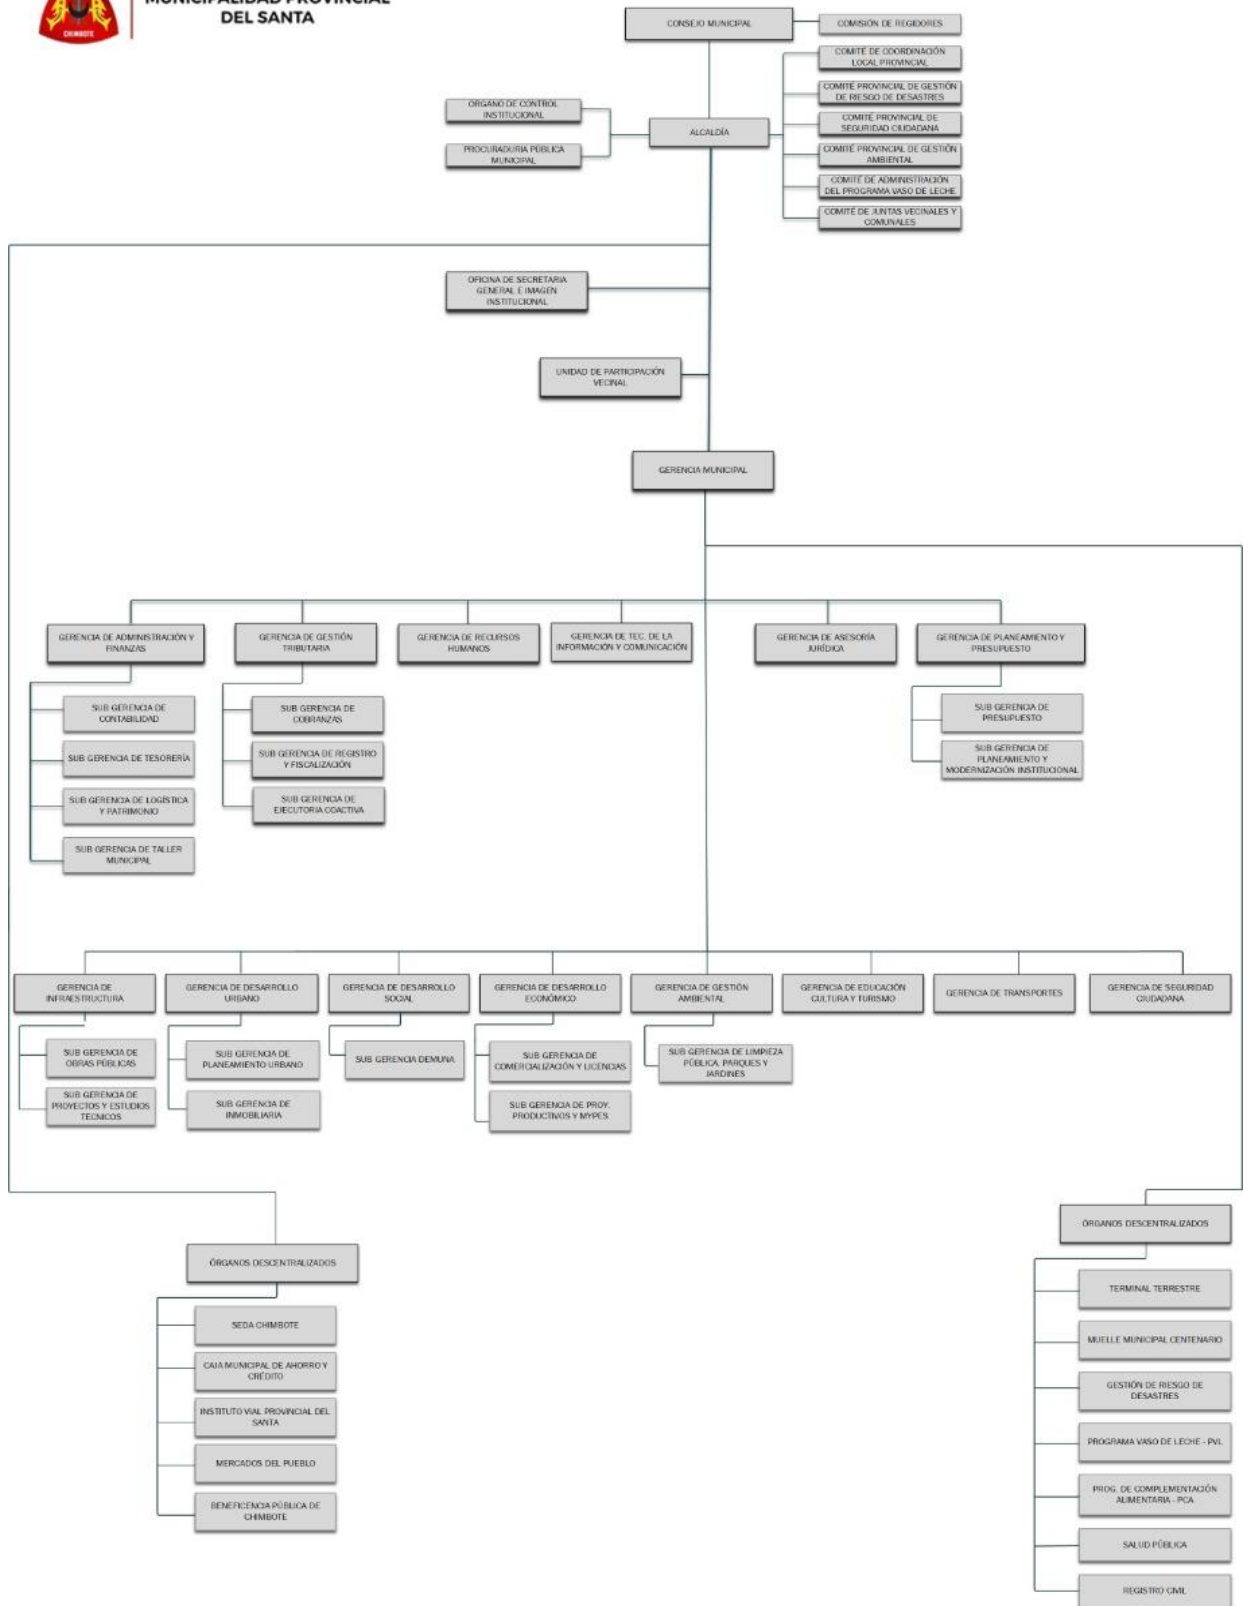 MUNICIPALIDAD PROVINCIAL
DEL SANTA
CHIMBOTE
CONSEJO MUNICIPAL
COMISIÓN DE REGIDORES
COMITÉ DE COORDINACIÓN
LOCAL PROVINCIAL
COMITÉ PROVINCIAL DE GESTIÓN
DE RIESGO DE DESASTRES
COMITÉ PROVINCIAL DE
SEGURIDAD CIUDADANA
COMITÉ PROVINCIAL DE GESTIÓN
AMBIENTAL
COMITÉ DE ADMINISTRACIÓN
DEL PROGRAMA VASO DE LECHE
COMITÉ DE JUNTAS VECINALES Y
COMUNALES
ORGANO DE CONTROL
INSTITUCIONAL
ALCALDÍA
PROCURADURIA PÚBLICA
MUNICIPAL
OFICINA DE SECRETARIA
GENERAL E IMAGEN
INSTITUCIONAL
UNIDAD DE PARTICIPACIÓN
VECINAL
GERENCIA MUNICIPAL
GERENCIA DE ADMINISTRACIÓN Y
FINANZAS
GERENCIA DE GESTIÓN
TRIBUTARIA
GERENCIA DE RECURSOS
HUMANOS
GERENCIA DE TEC. DE LA
INFORMACIÓN Y COMUNICACIÓN
GERENCIA DE ASESORÍA
JURÍDICA
GERENCIA DE PLANEAMIENTO Y
PRESUPUESTO
SUB GERENCIA DE
CONTABILIDAD
SUB GERENCIA DE TESORERÍA
SUB GERENCIA DE LOGÍSTICA
Y PATRIMONIO
SUB GERENCIA DE TALLER
MUNICIPAL
SUB GERENCIA DE
COBRANZAS
SUB GERENCIA DE REGISTRO
Y FISCALIZACIÓN
SUB GERENCIA DE
EJECUTORIA COACTIVA
SUB GERENCIA DE
PRESUPUESTO
SUB GERENCIA DE
PLANEAMIENTO Y
MODERNIZACIÓN INSTITUCIONAL
GERENCIA DE
INFRAESTRUCTURA
GERENCIA DE DESARROLLO
URBANO
GERENCIA DE DESARROLLO
SOCIAL
GERENCIA DE DESARROLLO
ECONÓMICO
GERENCIA DE GESTIÓN
AMBIENTAL
GERENCIA DE EDUCACIÓN
CULTURA Y TURISMO
GERENCIA DE TRANSPORTES
GERENCIA DE SEGURIDAD
CIUDADANA
SUB GERENCIA DE
OBRAS PÚBLICAS
SUB GERENCIA DE
PROYECTOS Y ESTUDIOS
TECNICOS
SUB GERENCIA DE
PLANEAMIENTO URBANO
SUB GERENCIA DE
INMOBILIARIA
SUB GERENCIA DEMUNA
SUB GERENCIA DE
COMERCIALIZACIÓN Y LICENCIAS
SUB GERENCIA DE PROY.
PRODUCTIVOS Y MYPES
SUB GERENCIA DE LIMPIEZA
PÚBLICA, PARQUES Y
JARDINES
ÓRGANOS DESCENTRALIZADOS
SEDA CHIMBOTE
CAJA MUNICIPAL DE AHORRO Y
CRÉDITO
INSTITUTO VIAL PROVINCIAL DEL
SANTA
MERCADOS DEL PUEBLO
BENEFICENCIA PÚBLICA DE
CHIMBOTE
ÓRGANOS DESCENTRALIZADOS
TERMINAL TERRESTRE
MUELLE MUNICIPAL CENTENARIO
GESTIÓN DE RIESGO DE
DESASTRES
PROGRAMA VASO DE LECHE - PVL
PROG. DE COMPLEMENTACIÓN
ALIMENTARIA - PCA
SALUD PÚBLICA
REGISTRO CIVIL